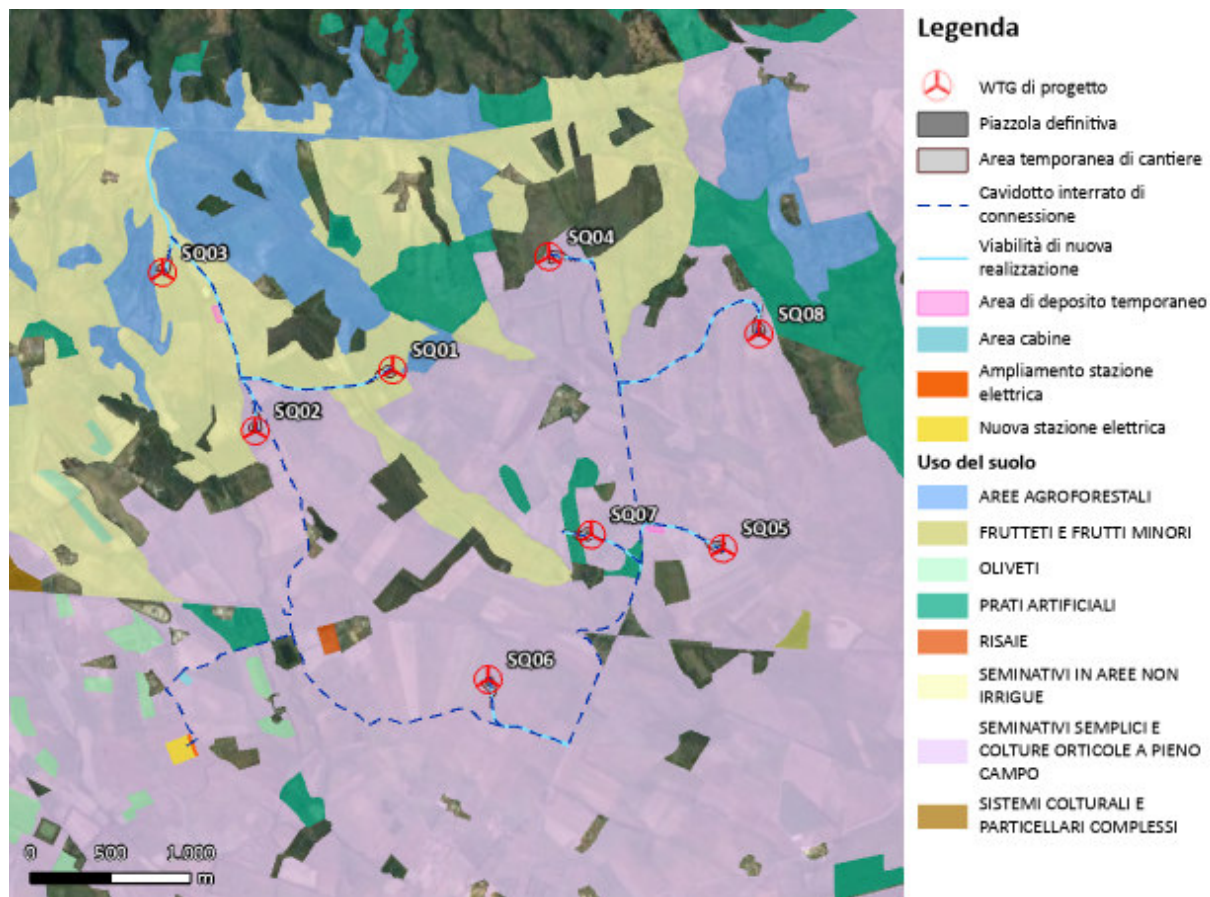 SQ03
SQ04
SQ08
SQ01
SQ02
SQ07
SQ05
SQ06
0 500 1.000
m
Legenda
WTG di progetto
Piazzola definitiva
Area temporanea di cantiere
Cavidotto interrato di
connessione
Viabilità di nuova
realizzazione
Area di deposito temporaneo
Area cabine
Ampliamento stazione
elettrica
Nuova stazione elettrica
Uso del suolo
AREE AGROFORESTALI
FRUTTETI E FRUTTI MINORI
OLIVETI
PRATI ARTIFICIALI
RISAIE
SEMINATIVI IN AREE NON
IRRIGUE
SEMINATIVI SEMPLICI E
COLTURE ORTICOLE A PIENO
CAMPO
SISTEMI COLTURALI E
PARTICELLARI COMPLESSI